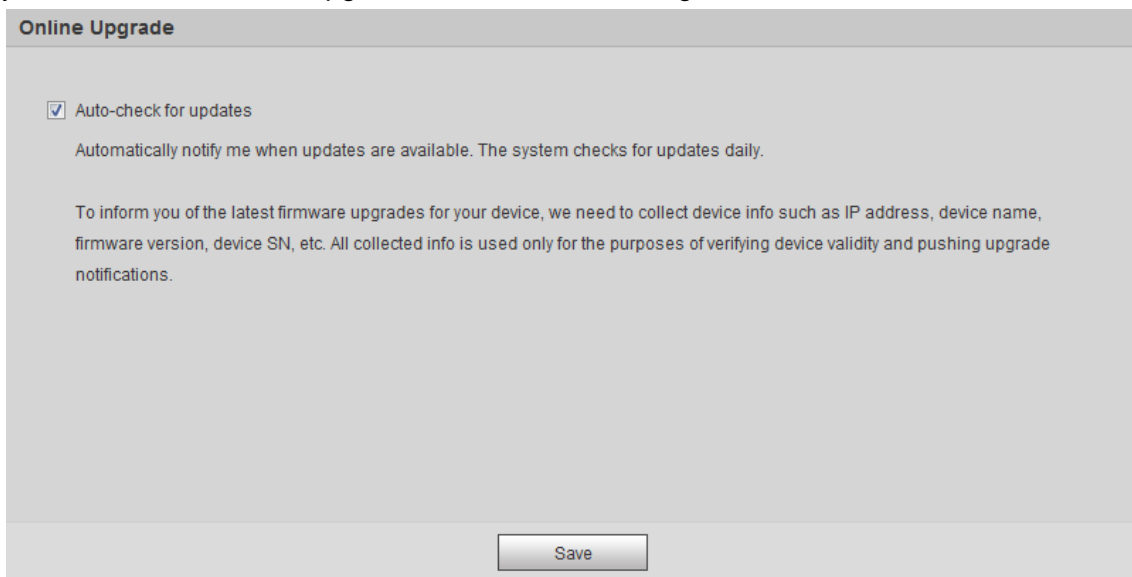 Online Upgrade
Auto-check for updates
Automatically notify me when updates are available. The system checks for updates daily.
To inform you of the latest firmware upgrades for your device, we need to collect device info such as IP address, device name,
firmware version, device SN, etc. All collected info is used only for the purposes of verifying device validity and pushing upgrade
notifications.
Save